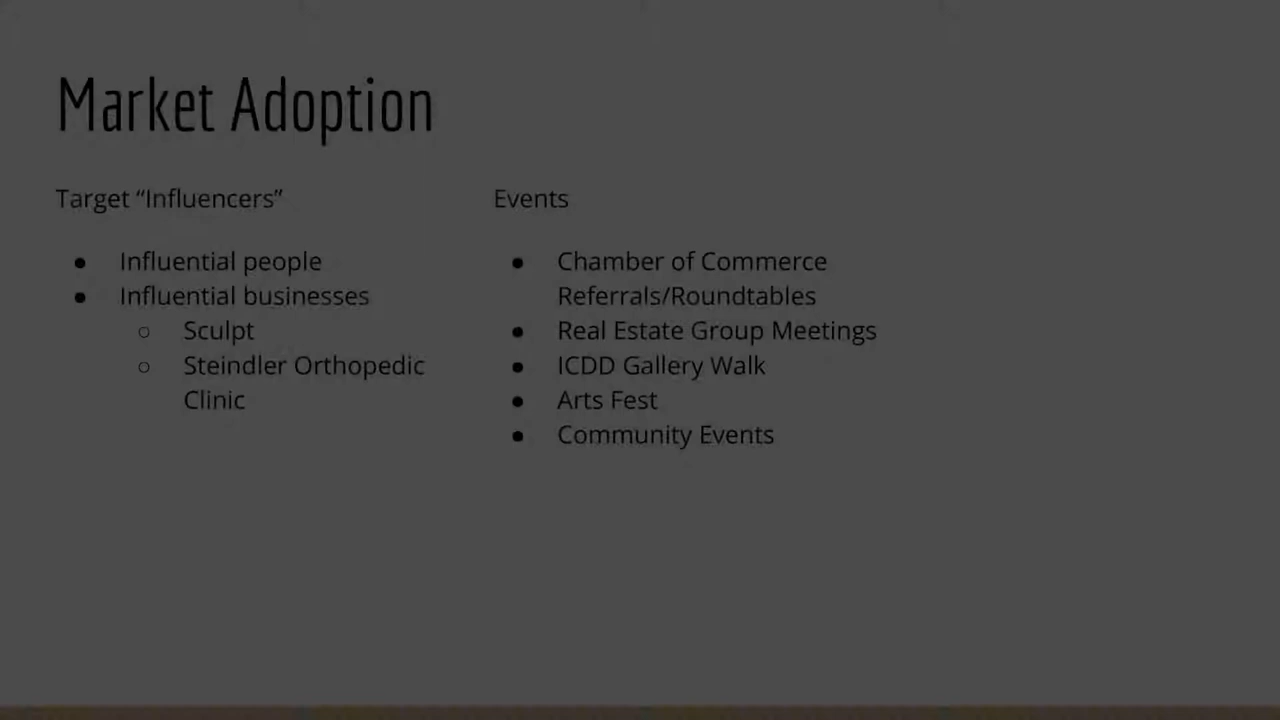 Market Adoption
Target “Influencers”
● Influential people
● Influential businesses
○ Sculpt
○ Steindler Orthopedic
Clinic
Events
● Chamber of Commerce
Referrals/Roundtables
● Real Estate Group Meetings
● ICDD Gallery Walk
● Arts Fest
● Community Events